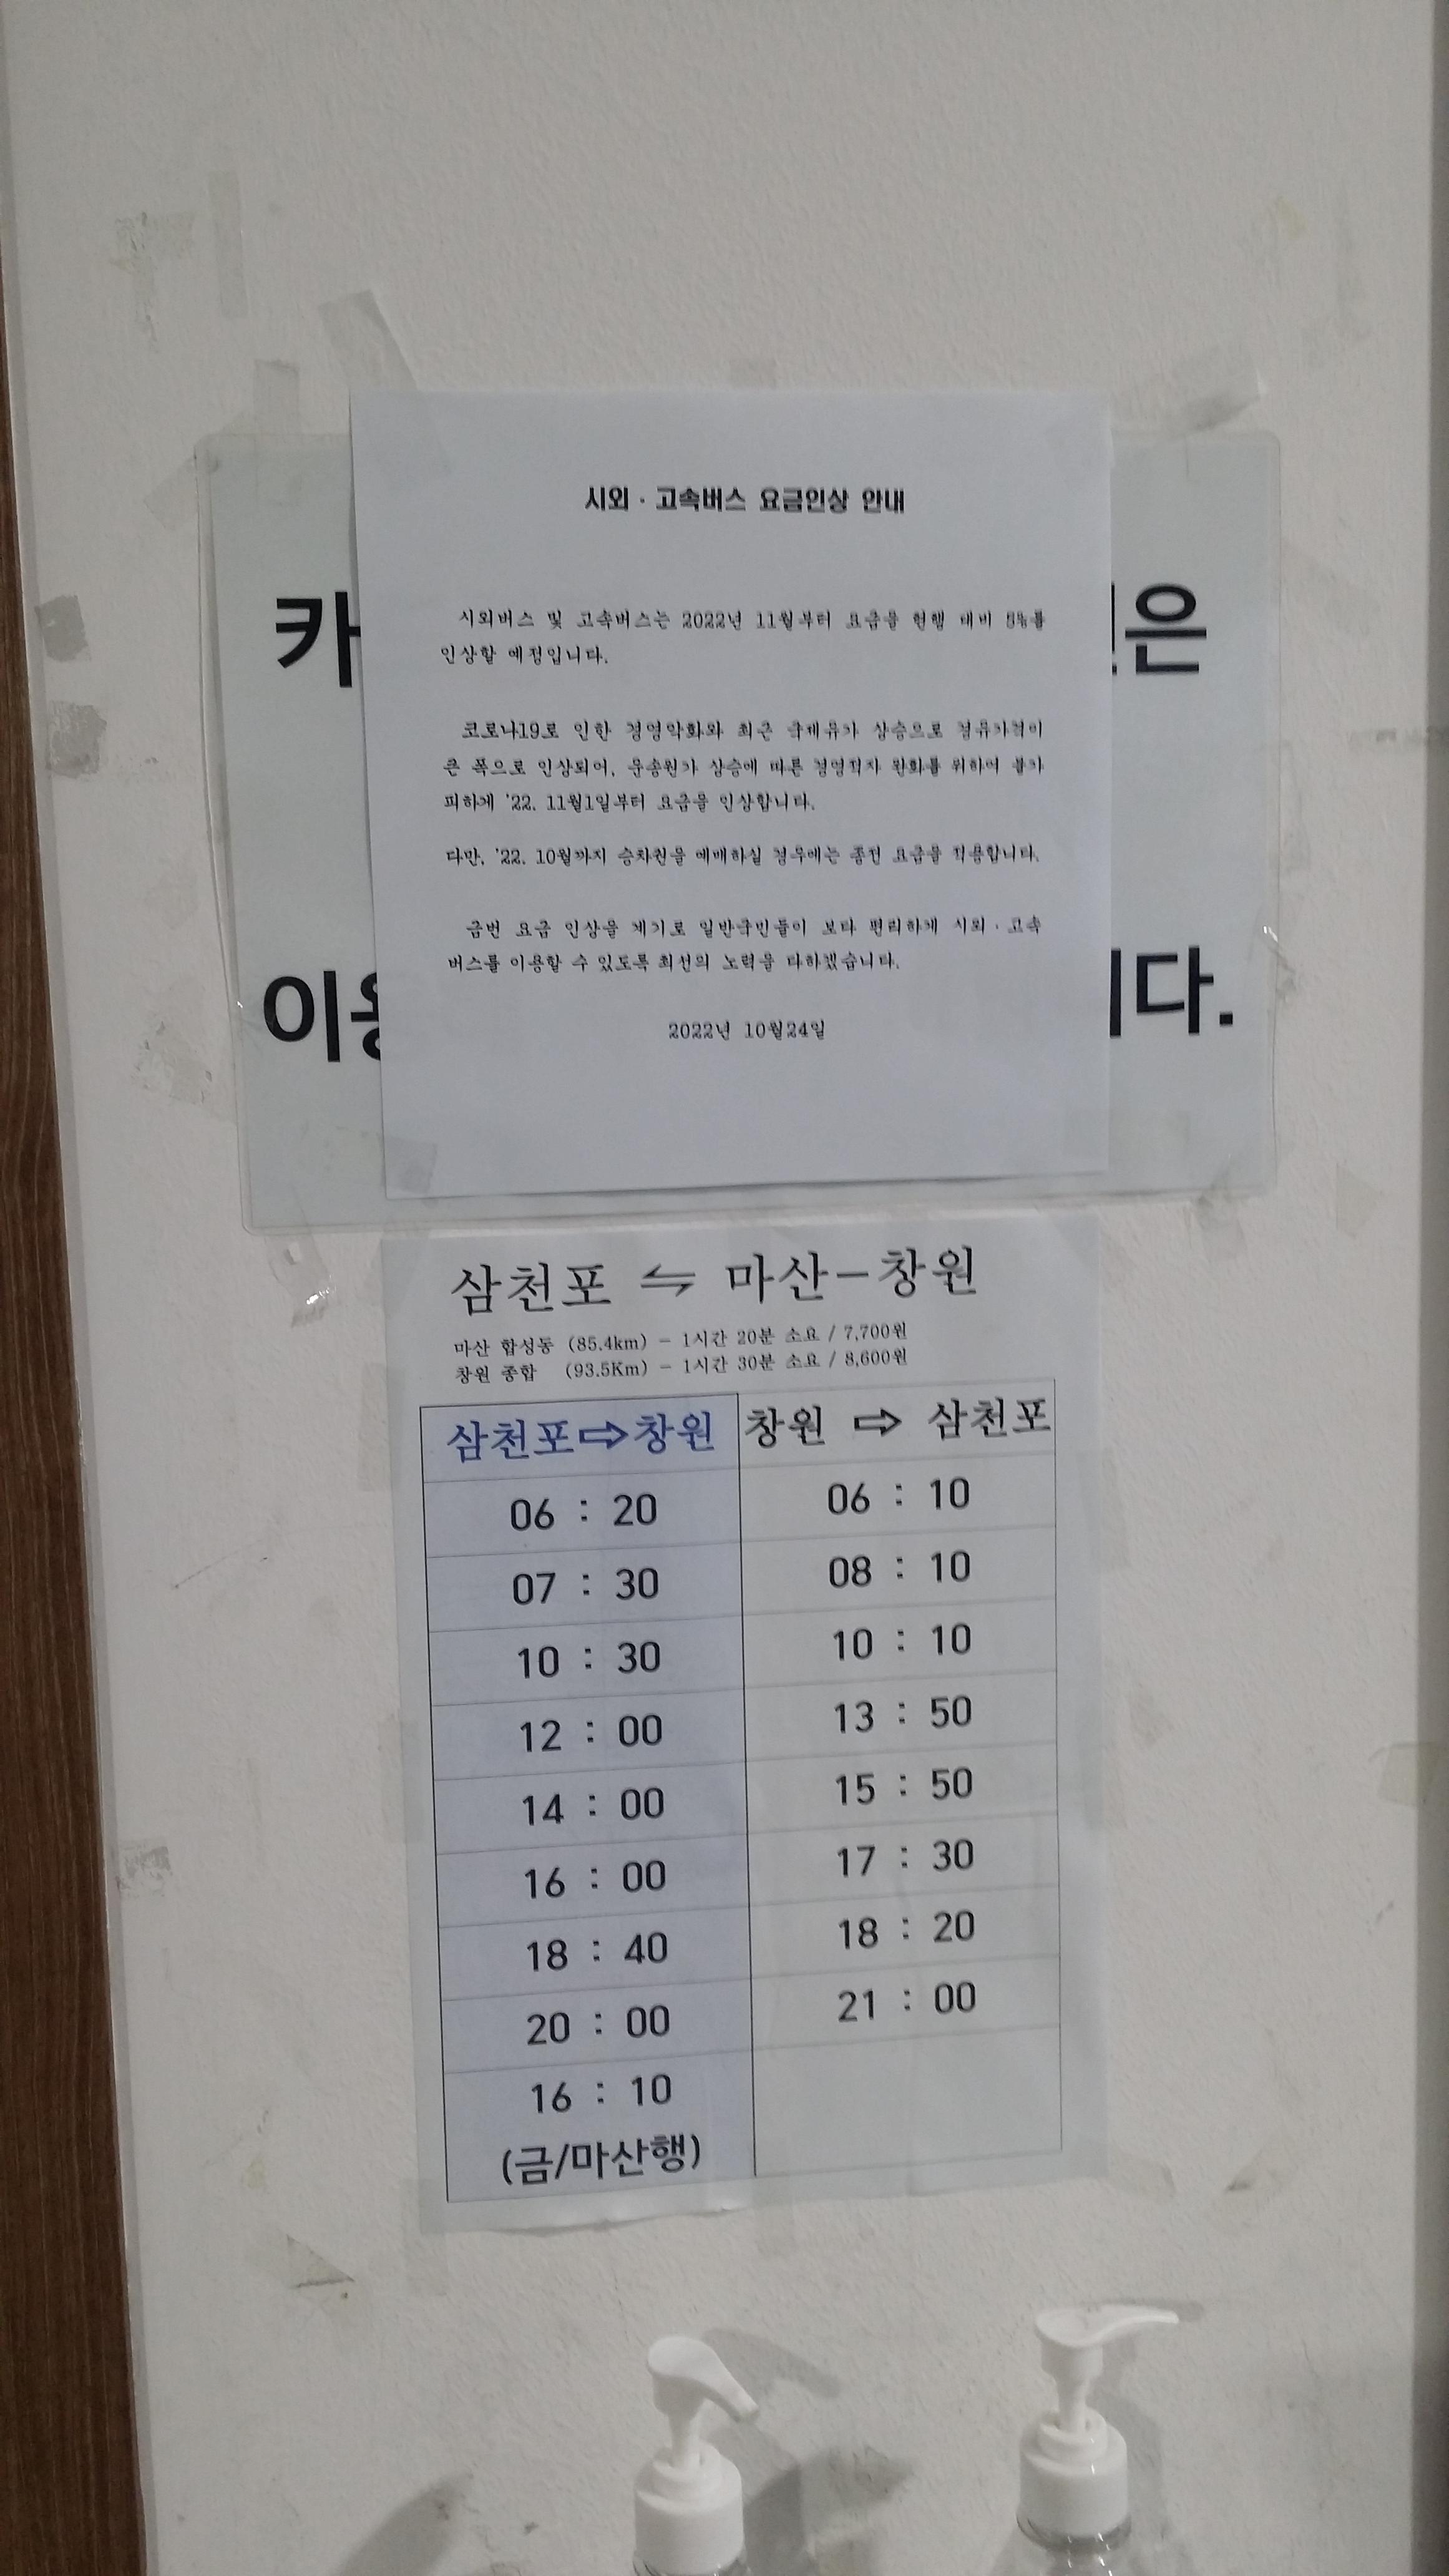 시외 · 고속버스 요금인상 안내
시외버스 및 고속버스는 2022년 11월부터 요금을 현행 대비 5%를
인상할 예정입니다.
코로나19로 인한 경영악화와 최근 국제유가 상승으로 경유가격이
큰 폭으로 인상되어, 운송원가 상승에 따른 경영적자 완화를 위하여 불가
피하게 '22. 11월1일부터 요금을 인상합니다.
다만, '22. 10월까지 승차권을 예매하실 경우에는 종전 요금을 적용합니다.
금번 요금 인상을 계기로 일반국민들이 보다 편리하게 시외 · 고속
버스를 이용할 수 있도록 최선의 노력을 다하겠습니다.
2022년 10월24일
카 은
이 니다.
삼천포 ⇋ 마산-창원
마산 합성동 (85.4km) - 1시간 20분 소요 / 7,700원
창원 종합 (93.5Km) - 1시간 30분 소요 / 8,600원
삼천포⇨창원 창원 ⇨ 삼천포
06 : 20 06 : 10
07 : 30 08 : 10
10 : 30 10 : 10
12 : 00 13 : 50
14 : 00 15 : 50
16 : 00 17 : 30
18 : 40 18 : 20
20 : 00 21 : 00
16 : 10
(금/마산행)